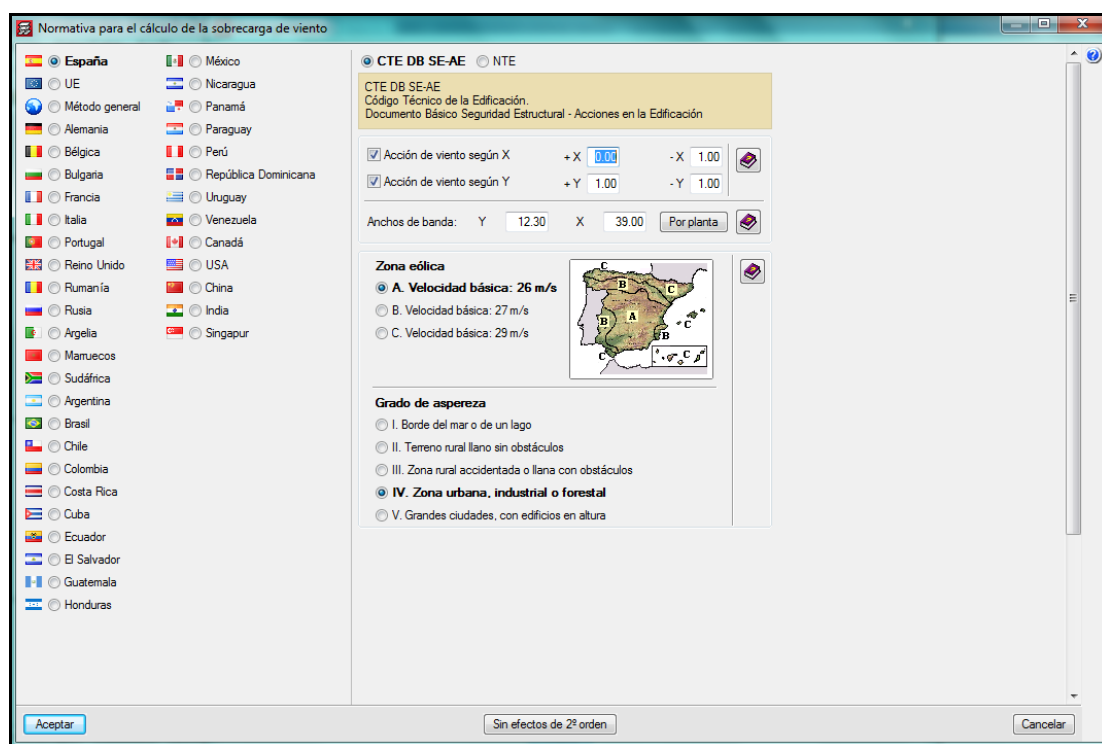 Normativa para el cálculo de la sobrecarga de viento
España
UE
Método general
Alemania
Bélgica
Bulgaria
Francia
Italia
Portugal
Reino Unido
Rumanía
Rusia
Argelia
Marruecos
Sudáfrica
Argentina
Brasil
Chile
Colombia
Costa Rica
Cuba
Ecuador
El Salvador
Guatemala
Honduras
México
Nicaragua
Panamá
Paraguay
Perú
República Dominicana
Uruguay
Venezuela
Canadá
USA
China
India
Singapur
CTE DB SE-AE NTE
CTE DB SE-AE
Código Técnico de la Edificación.
Documento Básico Seguridad Estructural - Acciones en la Edificación
Acción de viento según X +X 0.00 -X 1.00
Acción de viento según Y +Y 1.00 -Y 1.00
Anchos de banda: Y 12.30 X 39.00 Por planta
Zona eólica
A. Velocidad básica: 26 m/s
B. Velocidad básica: 27 m/s
C. Velocidad básica: 29 m/s
C
B C
B A C
B
C C
Grado de aspereza
I. Borde del mar o de un lago
II. Terreno rural llano sin obstáculos
III. Zona rural accidentada o llana con obstáculos
IV. Zona urbana, industrial o forestal
V. Grandes ciudades, con edificios en altura
Aceptar Sin efectos de 2º orden Cancelar